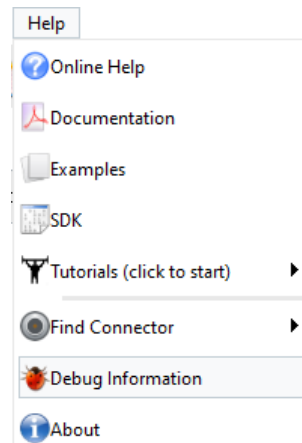 Help
Online Help
Documentation
Examples
SDK
Tutorials (click to start)
Find Connector
Debug Information
About